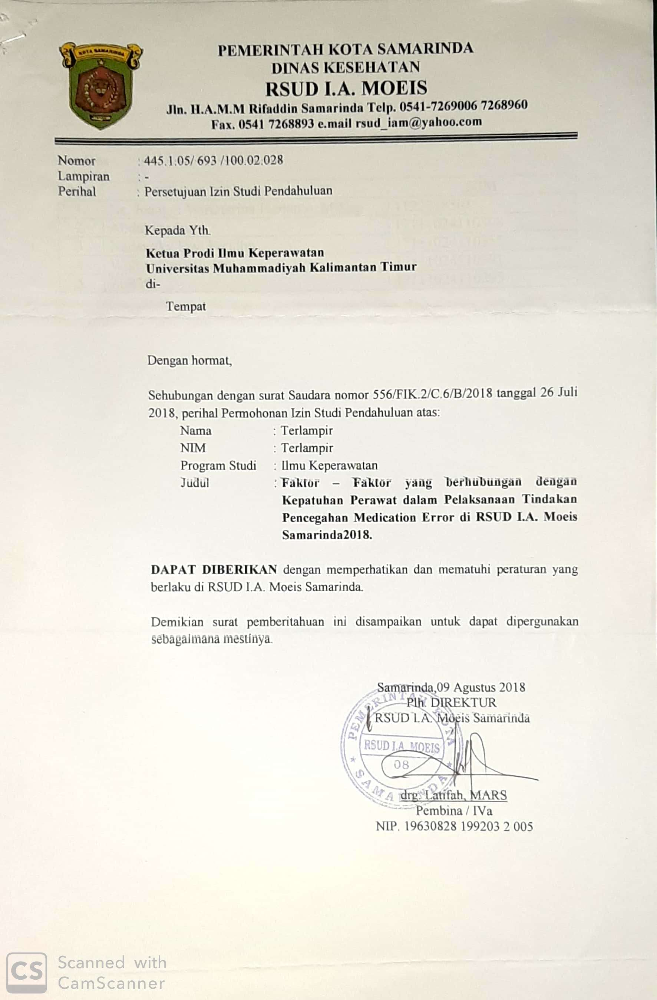 KOTA SAMARINDA
PEMERINTAH KOTA SAMARINDA
DINAS KESEHATAN
RSUD I.A. MOEIS
Jln. H.A.M.M Rifaddin Samarinda Telp. 0541-7269006 7268960
Fax. 0541 7268893 e.mail rsud_iam@yahoo.com
Nomor : 445.1.05/ 693 /100.02.028
Lampiran : -
Perihal : Persetujuan Izin Studi Pendahuluan
Kepada Yth.
Ketua Prodi Ilmu Keperawatan
Universitas Muhammadiyah Kalimantan Timur
di-
Tempat
Dengan hormat,
Sehubungan dengan surat Saudara nomor 556/FIK.2/C.6/B/2018 tanggal 26 Juli
2018, perihal Permohonan Izin Studi Pendahuluan atas:
Nama : Terlampir
NIM : Terlampir
Program Studi : Ilmu Keperawatan
Judul : Faktor – Faktor yang berhubungan dengan
Kepatuhan Perawat dalam Pelaksanaan Tindakan
Pencegahan Medication Error di RSUD I.A. Moeis
Samarinda2018.
DAPAT DIBERIKAN dengan memperhatikan dan mematuhi peraturan yang
berlaku di RSUD I.A. Moeis Samarinda.
Demikian surat pemberitahuan ini disampaikan untuk dapat dipergunakan
sebagaimana mestinya.
Samarinda,09 Agustus 2018
Plh. DIREKTUR
RSUD I.A. Moeis Samarinda
PEMERINTAH KOTA
RSUD I.A. MOEIS
08
SAMARINDA
drg. Latifah, MARS
Pembina / IVa
NIP. 19630828 199203 2 005
CS Scanned with
CamScanner